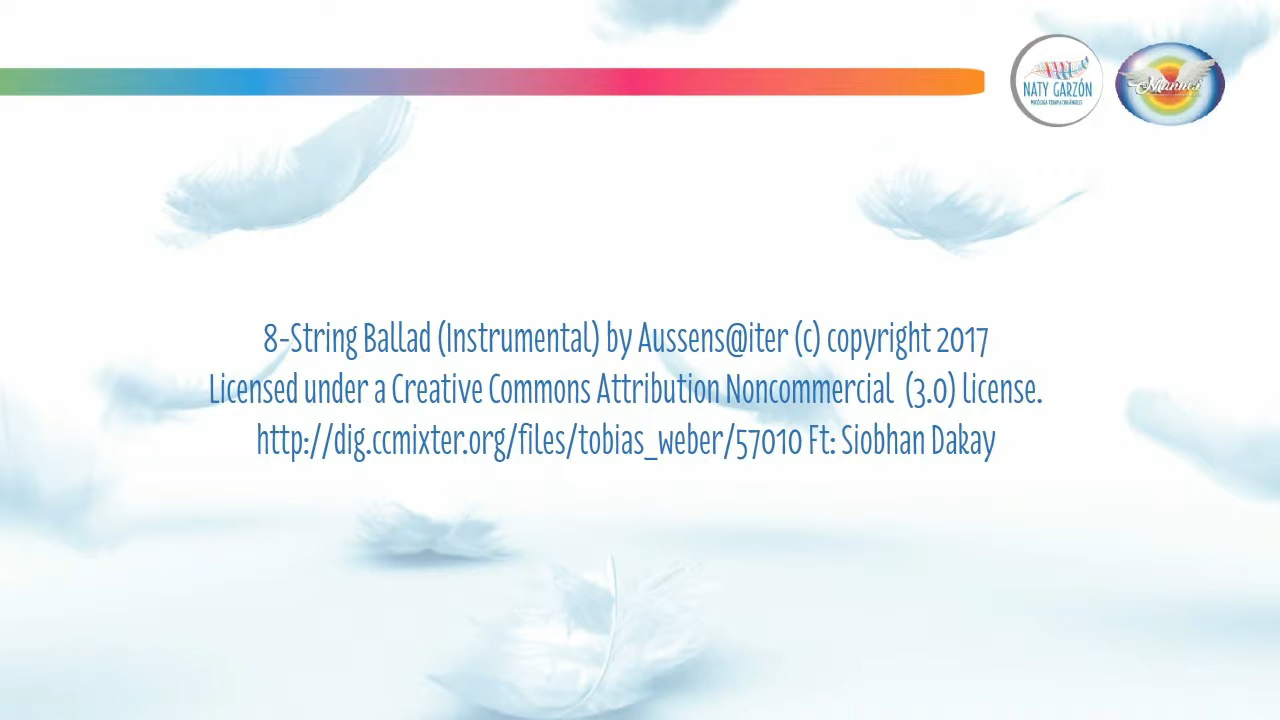 NATY GARZÓN
8-String Ballad (Instrumental) by Aussens@iter (c) copyright 2017
Licensed under a Creative Commons Attribution Noncommercial (3.0) license.
http://dig.ccmixter.org/files/tobias_weber/57010 Ft: Siobhan Dakay